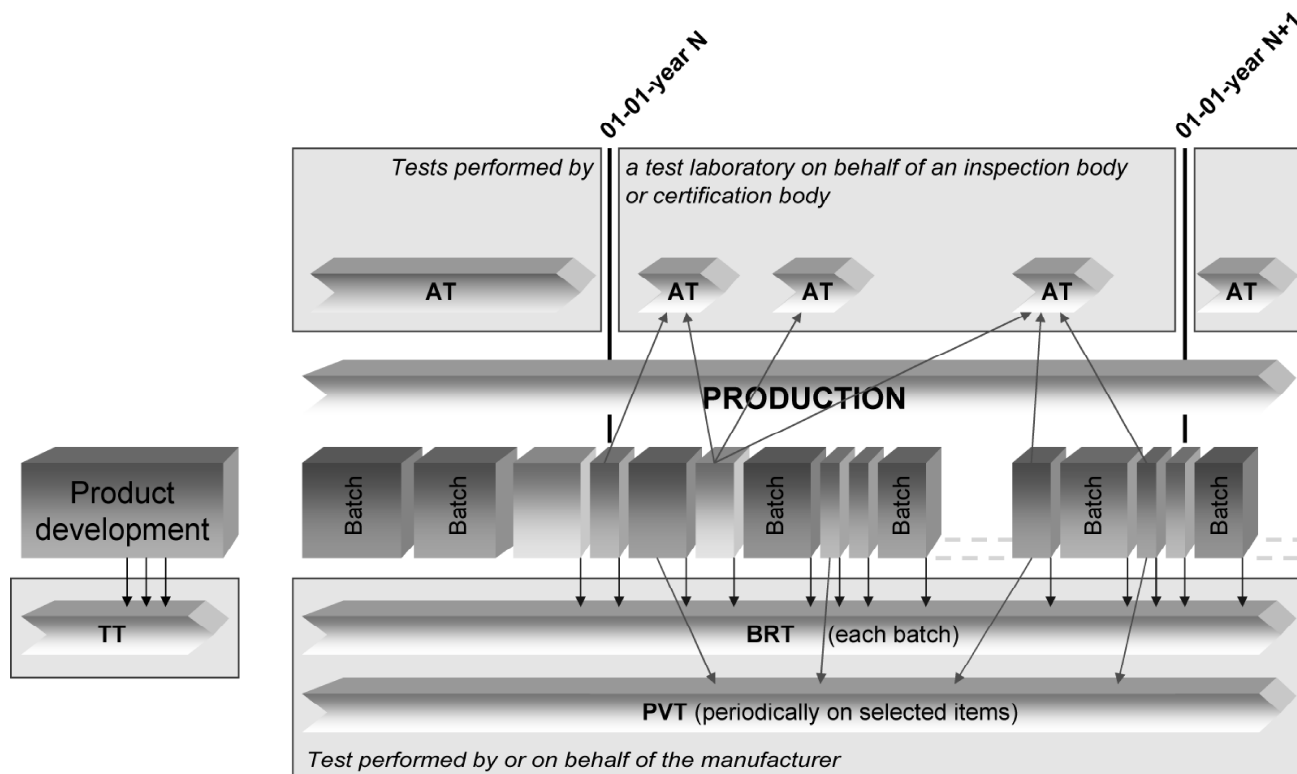 01-01-year N
01-01-year N+1
Tests performed by
a test laboratory on behalf of an inspection body
or certification body
AT
AT
AT
AT
AT
PRODUCTION
Product
development
Batch
Batch
Batch
Batch
Batch
Batch
TT
BRT (each batch)
PVT (periodically on selected items)
Test performed by or on behalf of the manufacturer